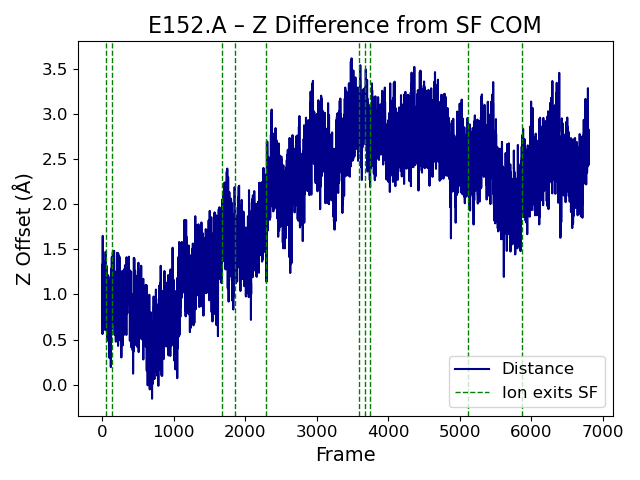 E152.A – Z Difference from SF COM
Z Offset (Å)
3.5
3.0
2.5
2.0
1.5
1.0
0.5
0.0
Distance
Ion exits SF
0 1000 2000 3000 4000 5000 6000 7000
Frame